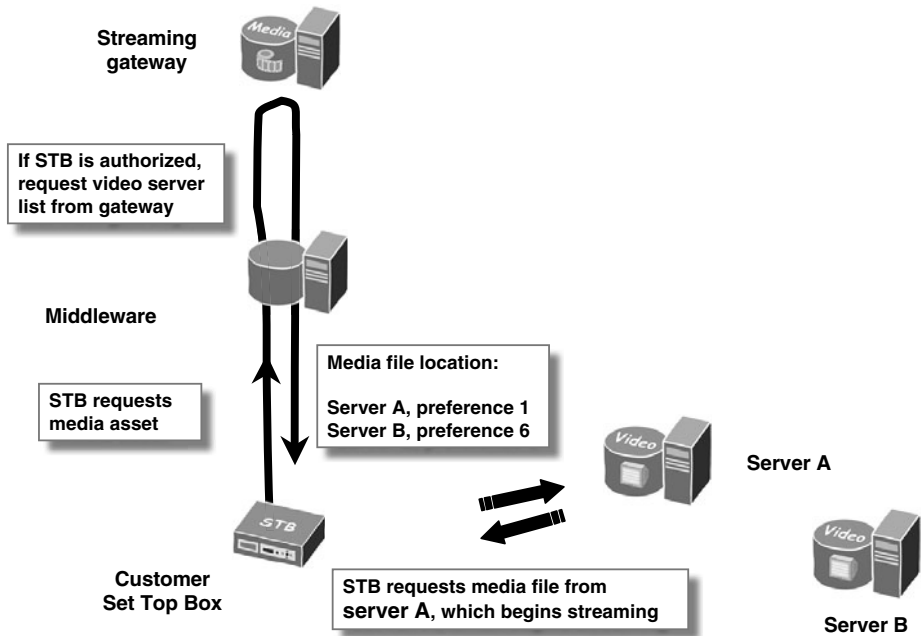 Streaming
gateway
Media
If STB is authorized,
request video server
list from gateway
Middleware
Media file location:
Server A, preference 1
Server B, preference 6
STB requests
media asset
Video
Server A
STB
Video
Customer
Set Top Box
STB requests media file from
server A, which begins streaming
Server B